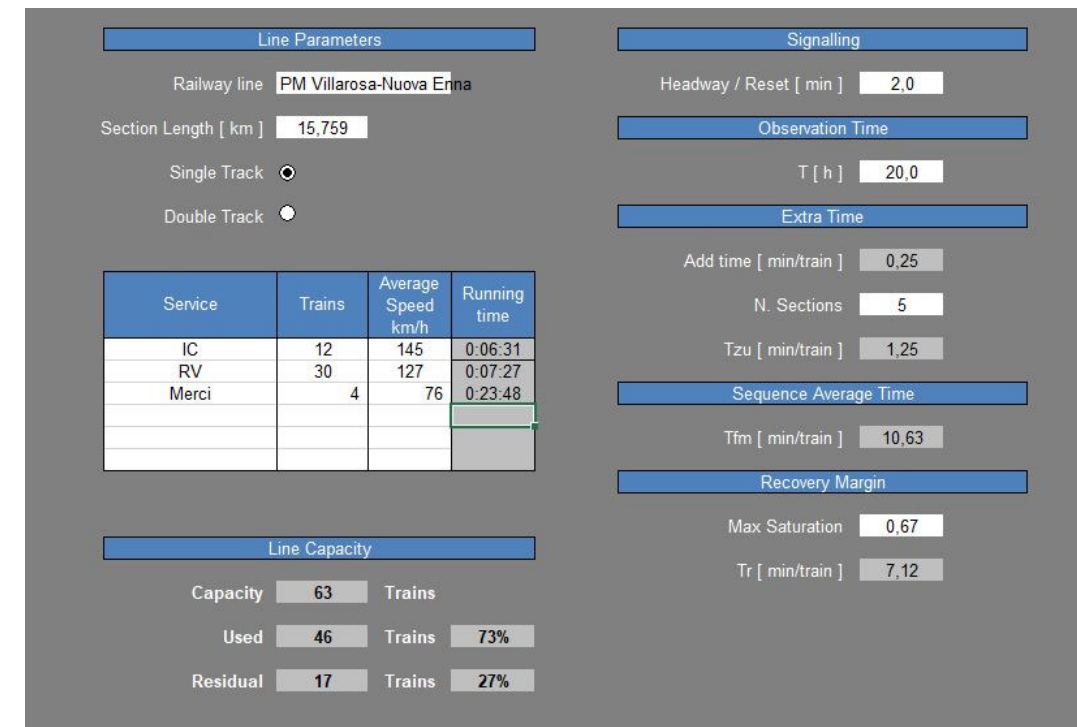 Line Parameters
Railway line PM Villarosa-Nuova Enna
Section Length [ km ] 15,759
Single Track
Double Track
Service Trains Average Speed km/h Running time
IC 12 145 0:06:31
RV 30 127 0:07:27
Merci 4 76 0:23:48
Line Capacity
Capacity 63 Trains
Used 46 Trains 73%
Residual 17 Trains 27%
Signalling
Headway / Reset [ min ] 2,0
Observation Time
T [ h ] 20,0
Extra Time
Add time [ min/train ] 0,25
N. Sections 5
Tzu [ min/train ] 1,25
Sequence Average Time
Tfm [ min/train ] 10,63
Recovery Margin
Max Saturation 0,67
Tr [ min/train ] 7,12